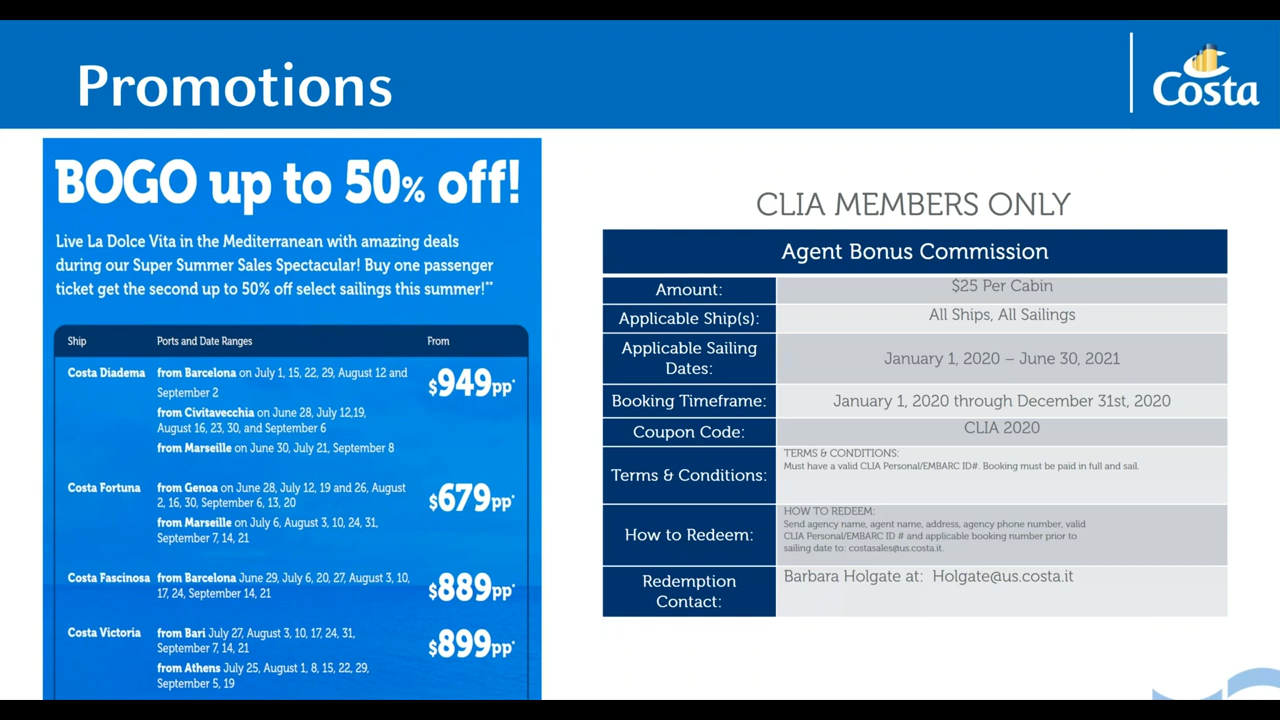 Promotions
Costa
BOGO up to 50% off!
Live La Dolce Vita in the Mediterranean with amazing deals
during our Super Summer Sales Spectacular! Buy one passenger
ticket get the second up to 50% off select sailings this summer!**
Ship Ports and Date Ranges From
Costa Diadema from Barcelona on July 1, 15, 22, 29, August 12 and
September 2
$949pp*
from Civitavecchia on June 28, July 12,19,
August 16, 23, 30, and September 6
from Marseille on June 30, July 21, September 8
Costa Fortuna from Genoa on June 28, July 12, 19 and 26, August
2, 16, 30, September 6, 13, 20
$679pp*
from Marseille on July 6, August 3, 10, 24, 31,
September 7, 14, 21
Costa Fascinosa from Barcelona June 29, July 6, 20, 27, August 3, 10,
17, 24, September 14, 21
$889pp*
Costa Victoria from Bari July 27, August 3, 10, 17, 24, 31,
September 7, 14, 21
$899pp*
from Athens July 25, August 1, 8, 15, 22, 29,
September 5, 19
CLIA MEMBERS ONLY
Agent Bonus Commission
Amount: $25 Per Cabin
Applicable Ship(s): All Ships, All Sailings
Applicable Sailing
Dates:
January 1, 2020 – June 30, 2021
Booking Timeframe: January 1, 2020 through December 31st, 2020
Coupon Code: CLIA 2020
Terms & Conditions:
TERMS & CONDITIONS:
Must have a valid CLIA Personal/EMBARC ID#. Booking must be paid in full and sail.
How to Redeem:
HOW TO REDEEM:
Send agency name, agent name, address, agency phone number, valid
CLIA Personal/EMBARC ID # and applicable booking number prior to
sailing date to: costasales@us.costa.it.
Redemption
Contact:
Barbara Holgate at: Holgate@us.costa.it